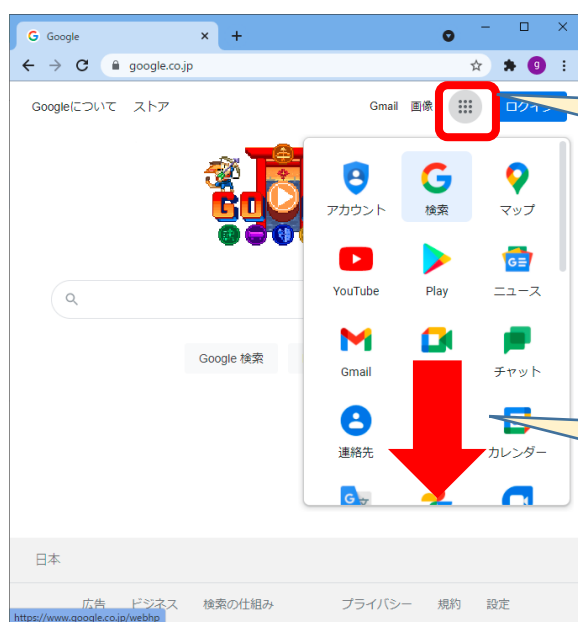 Google
google.co.jp
g
Googleについて ストア
Gmail 画像
ログイン
GO
Google 検索
アカウント 検索 マップ
YouTube Play ニュース
Gmail チャット
連絡先 カレンダー
日本
広告 ビジネス 検索の仕組み プライバシー 規約 設定
https://www.google.co.jp/webhp